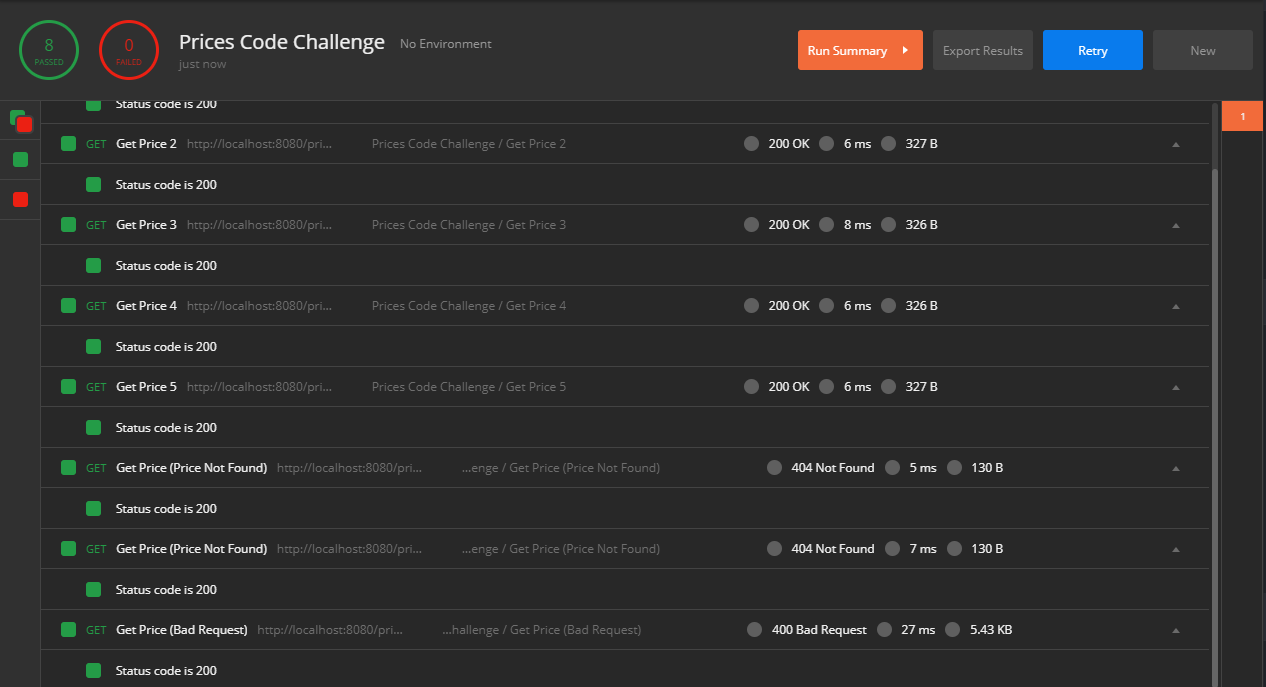 8
PASSED
0
FAILED
Prices Code Challenge No Environment
just now
Run Summary
Export Results
Retry
New
1
Status code is 200
GET Get Price 2 http://localhost:8080/pri... Prices Code Challenge / Get Price 2 200 OK 6 ms 327 B
Status code is 200
GET Get Price 3 http://localhost:8080/pri... Prices Code Challenge / Get Price 3 200 OK 8 ms 326 B
Status code is 200
GET Get Price 4 http://localhost:8080/pri... Prices Code Challenge / Get Price 4 200 OK 6 ms 326 B
Status code is 200
GET Get Price 5 http://localhost:8080/pri... Prices Code Challenge / Get Price 5 200 OK 6 ms 327 B
Status code is 200
GET Get Price (Price Not Found) http://localhost:8080/pri... ...enge / Get Price (Price Not Found) 404 Not Found 5 ms 130 B
Status code is 200
GET Get Price (Price Not Found) http://localhost:8080/pri... ...enge / Get Price (Price Not Found) 404 Not Found 7 ms 130 B
Status code is 200
GET Get Price (Bad Request) http://localhost:8080/pri... ...hallenge / Get Price (Bad Request) 400 Bad Request 27 ms 5.43 KB
Status code is 200